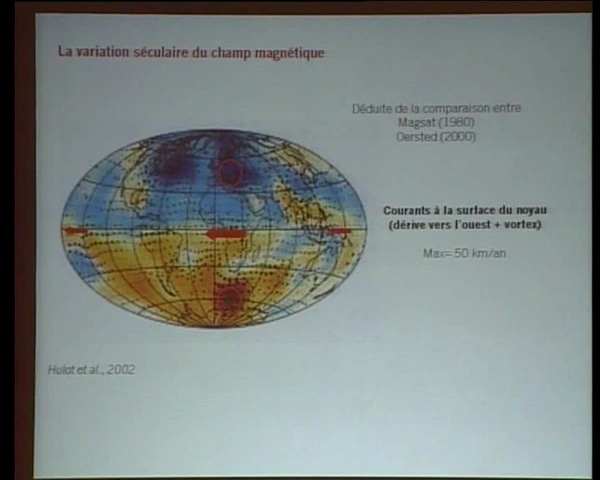 La variation séculaire du champ magnétique
Déduite de la comparaison entre
Magsat (1980)
Oersted (2000)
Courants à la surface du noyau
(dérive vers l'ouest + vortex)
Max= 50 km/an
Hulot et al., 2002